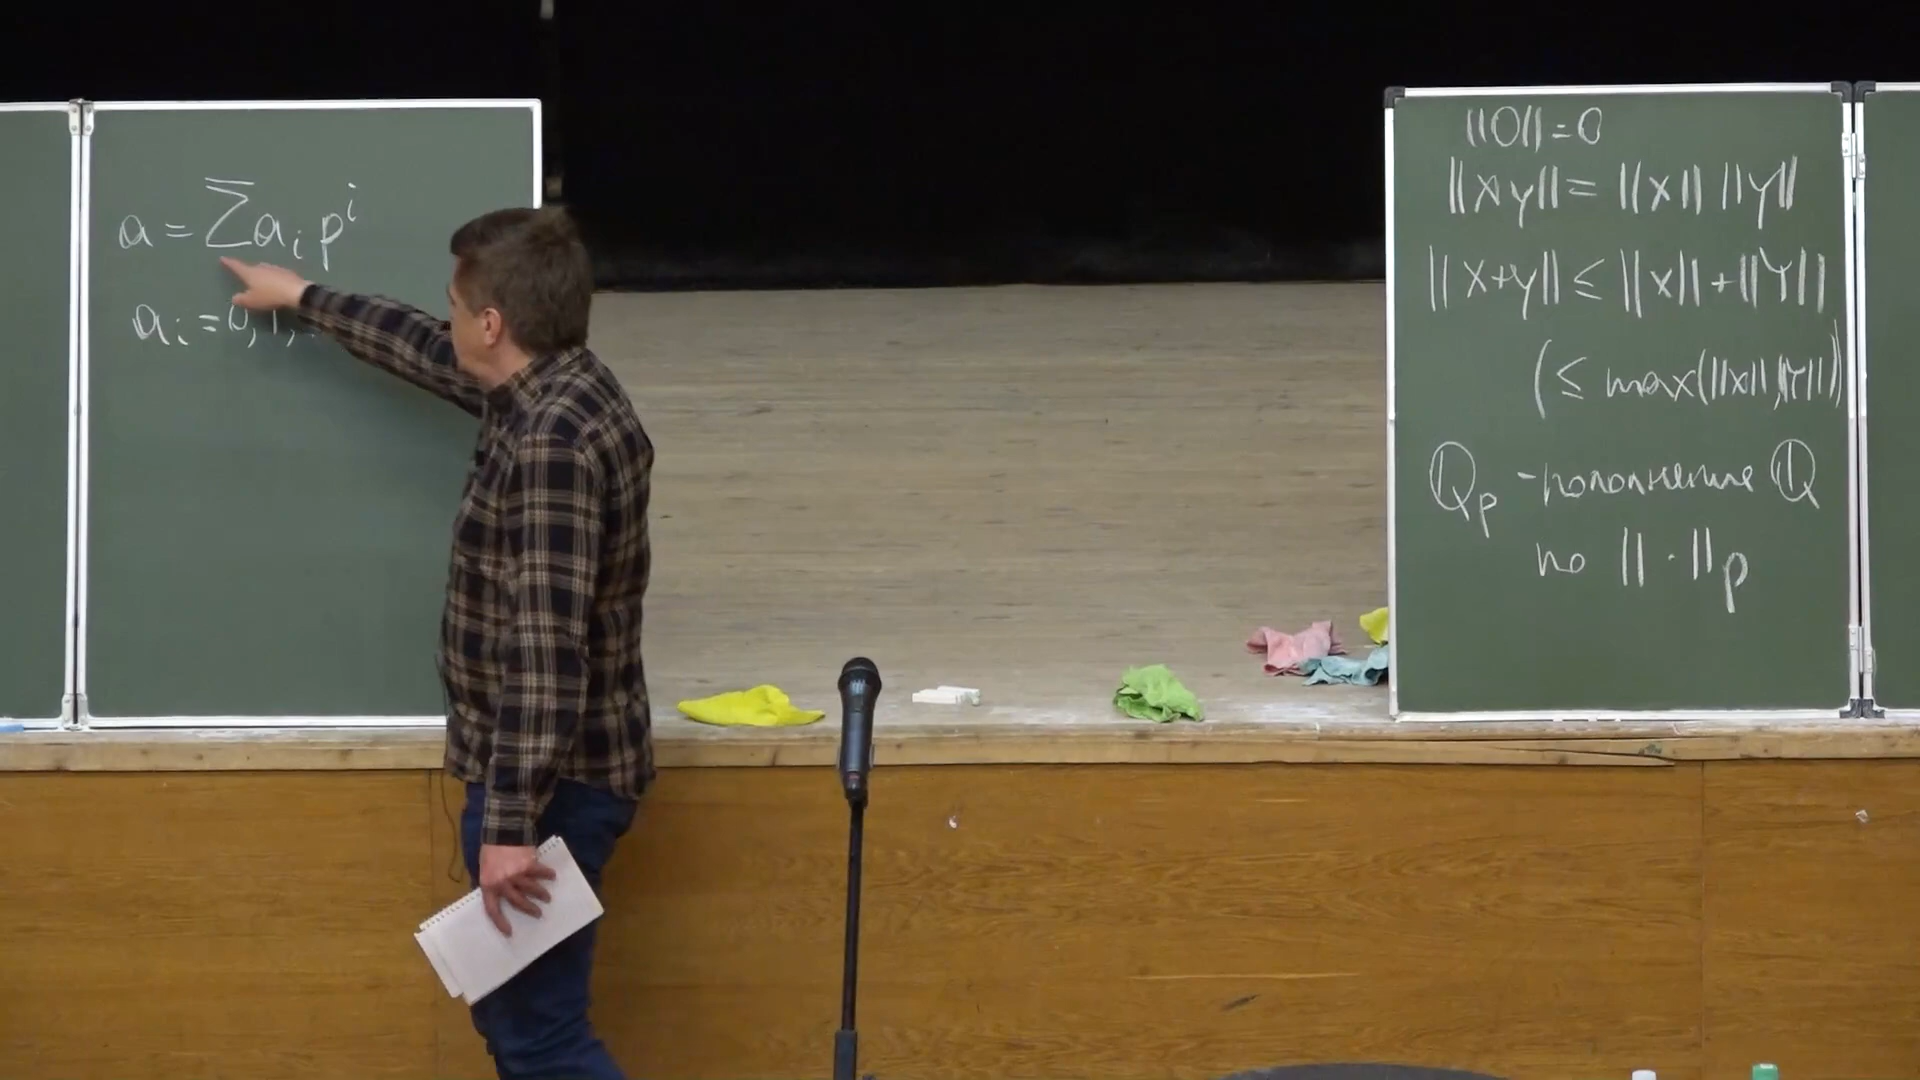 a = ∑ a_i p^i
a_i = 0, 1, .
||0|| = 0
||xy|| = ||x|| ||y||
||x+y|| ≤ ||x|| + ||y||
(≤ max(||x||, ||y||)
ℚ_p - пополнение ℚ
по || · ||_p